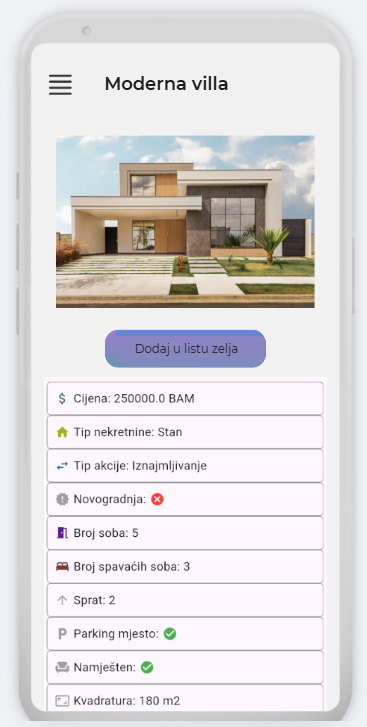 Moderna villa
Dodaj u listu zelja
Cijena: 250000.0 BAM
Tip nekretnine: Stan
Tip akcije: Iznajmljivanje
Novogradnja:
Broj soba: 5
Broj spavaćih soba: 3
Sprat: 2
Parking mjesto:
Namješten:
Kvadratura: 180 m2